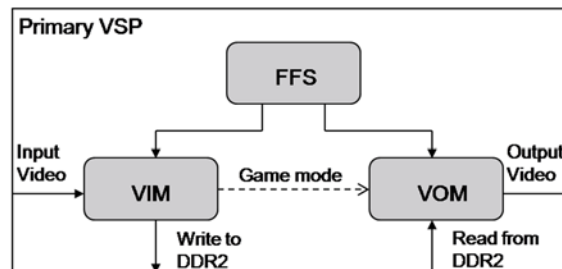 Primary VSP
FFS
Input
Video
VIM
Game mode
VOM
Output
Video
Write to
DDR2
Read from
DDR2